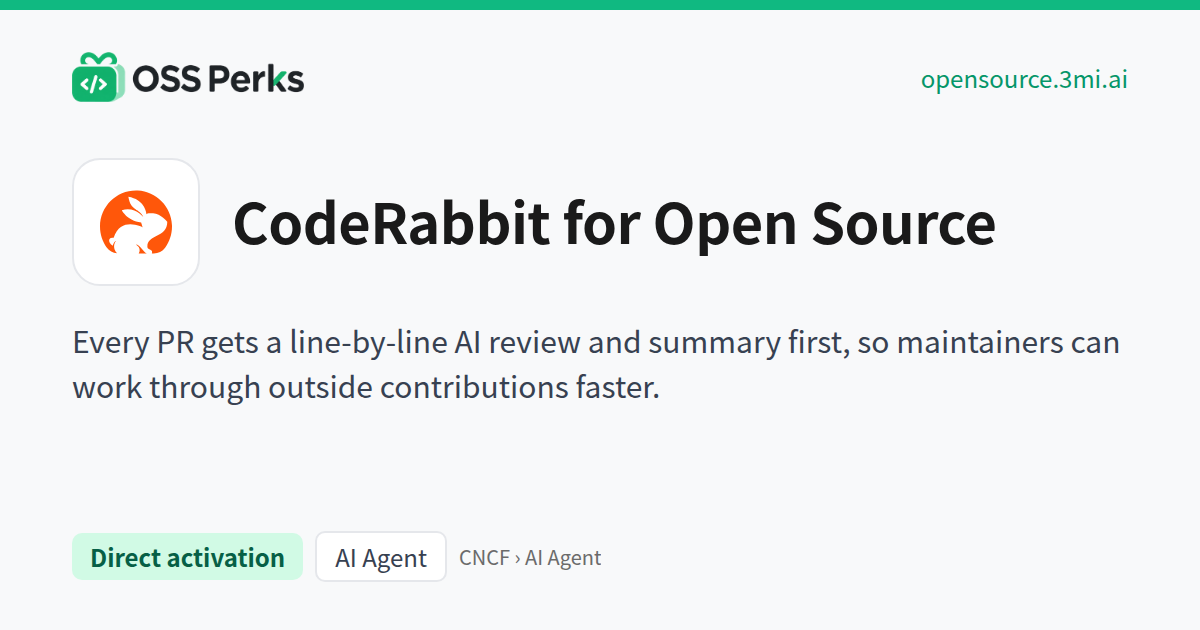 </> OSS Perks
opensource.3mi.ai
CodeRabbit for Open Source
Every PR gets a line-by-line AI review and summary first, so maintainers can
work through outside contributions faster.
Direct activation
AI Agent
CNCF › AI Agent